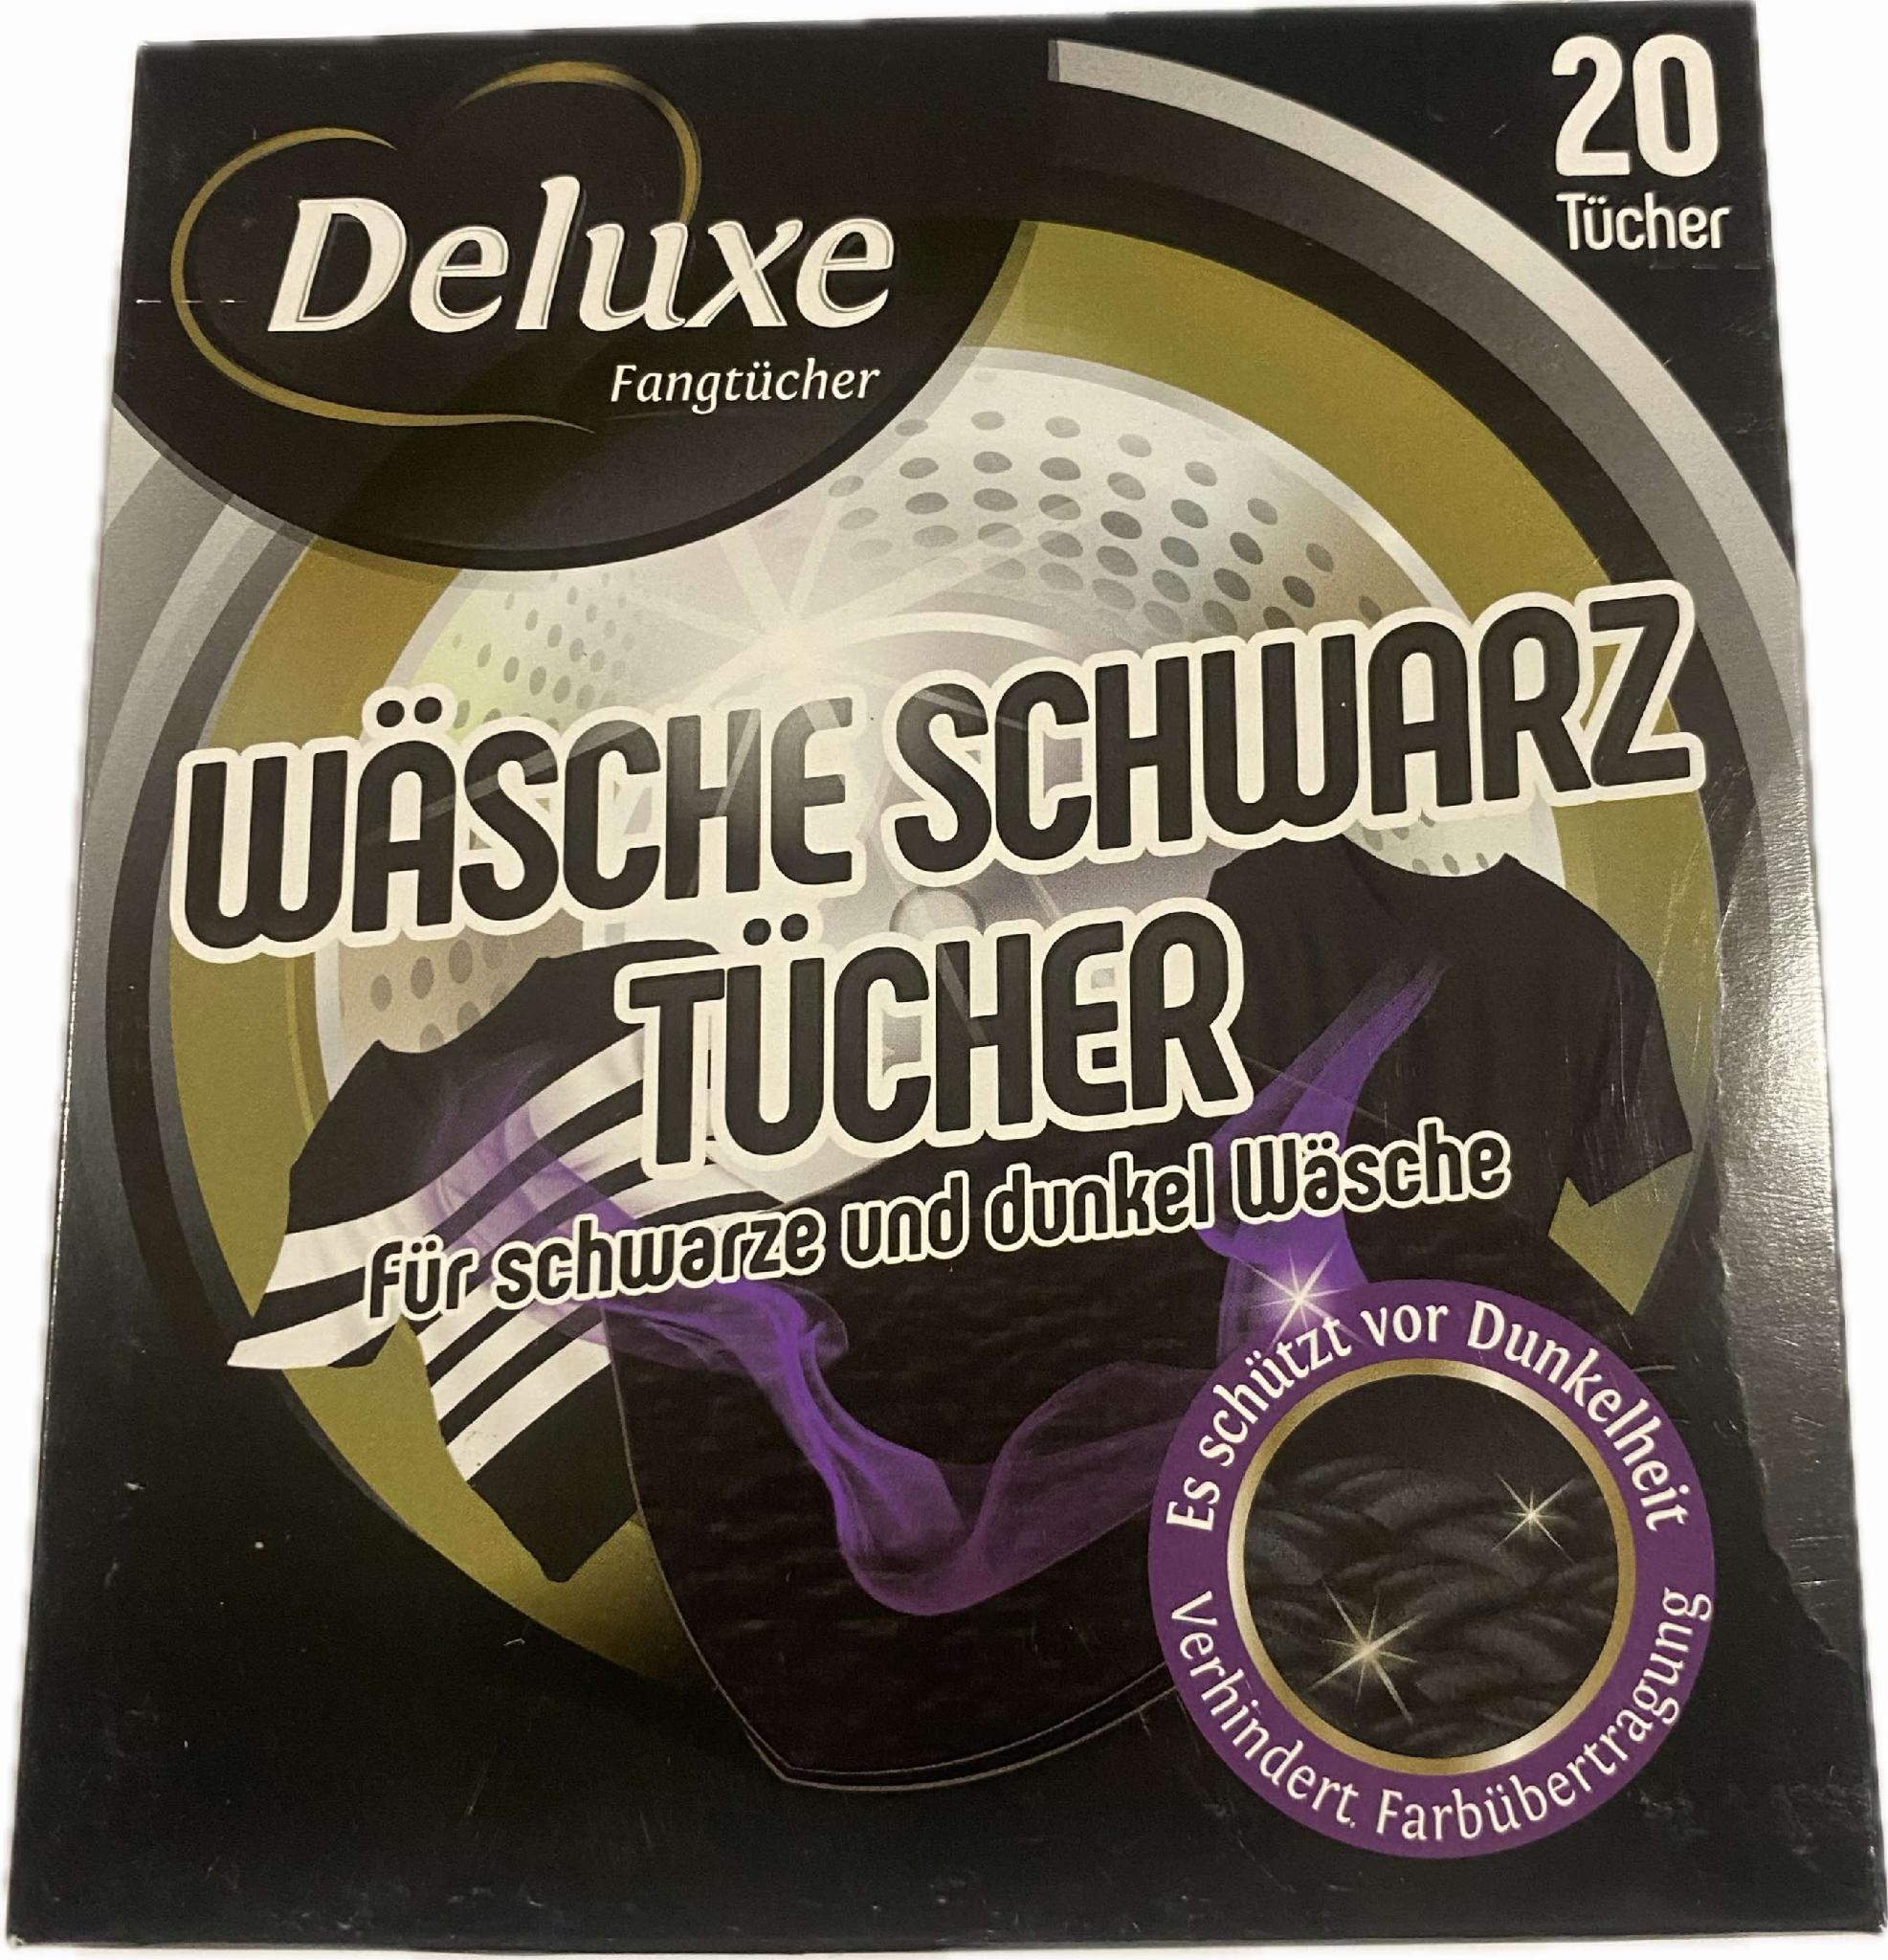 20
Tücher
Deluxe
Fangtücher
WÄSCHE SCHWARZ
TÜCHER
für schwarze und dunkel Wäsche
Es schützt vor Dunkelheit
Verhindert. Farbübertragung